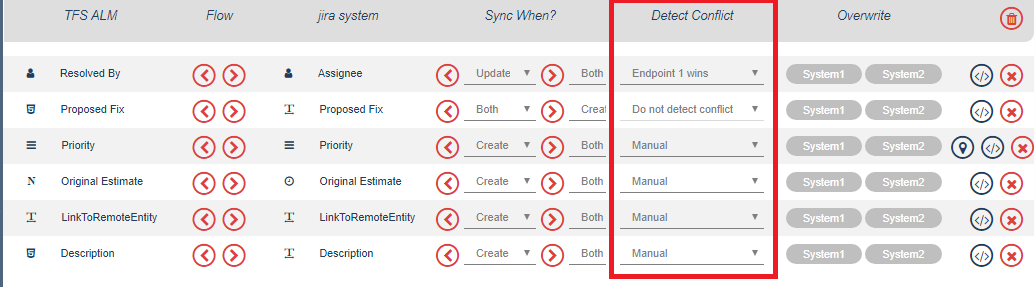 TFS ALM Flow jira system Sync When? Detect Conflict Overwrite
Resolved By Assignee Update Both Endpoint 1 wins System1 System2
Proposed Fix T Proposed Fix Both Creat Do not detect conflict System1 System2
Priority Priority Create Both Manual System1 System2
N Original Estimate Original Estimate Create Both Manual System1 System2
T LinkToRemoteEntity T LinkToRemoteEntity Create Both Manual System1 System2
Description T Description Create Both Manual System1 System2